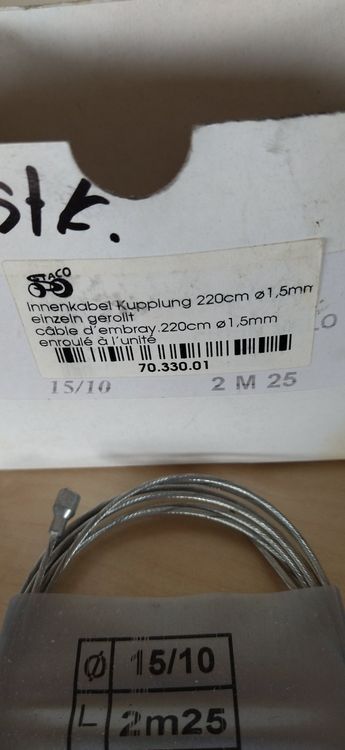 stk.
STACO
Innenkabel Kupplung 220cm ø1,5mm
einzeln gerollt
câble d'embray.220cm ø1,5mm
enroulé à l'unité
70.330.01
15/10 2 M 25
Ø 15/10
L 2m25